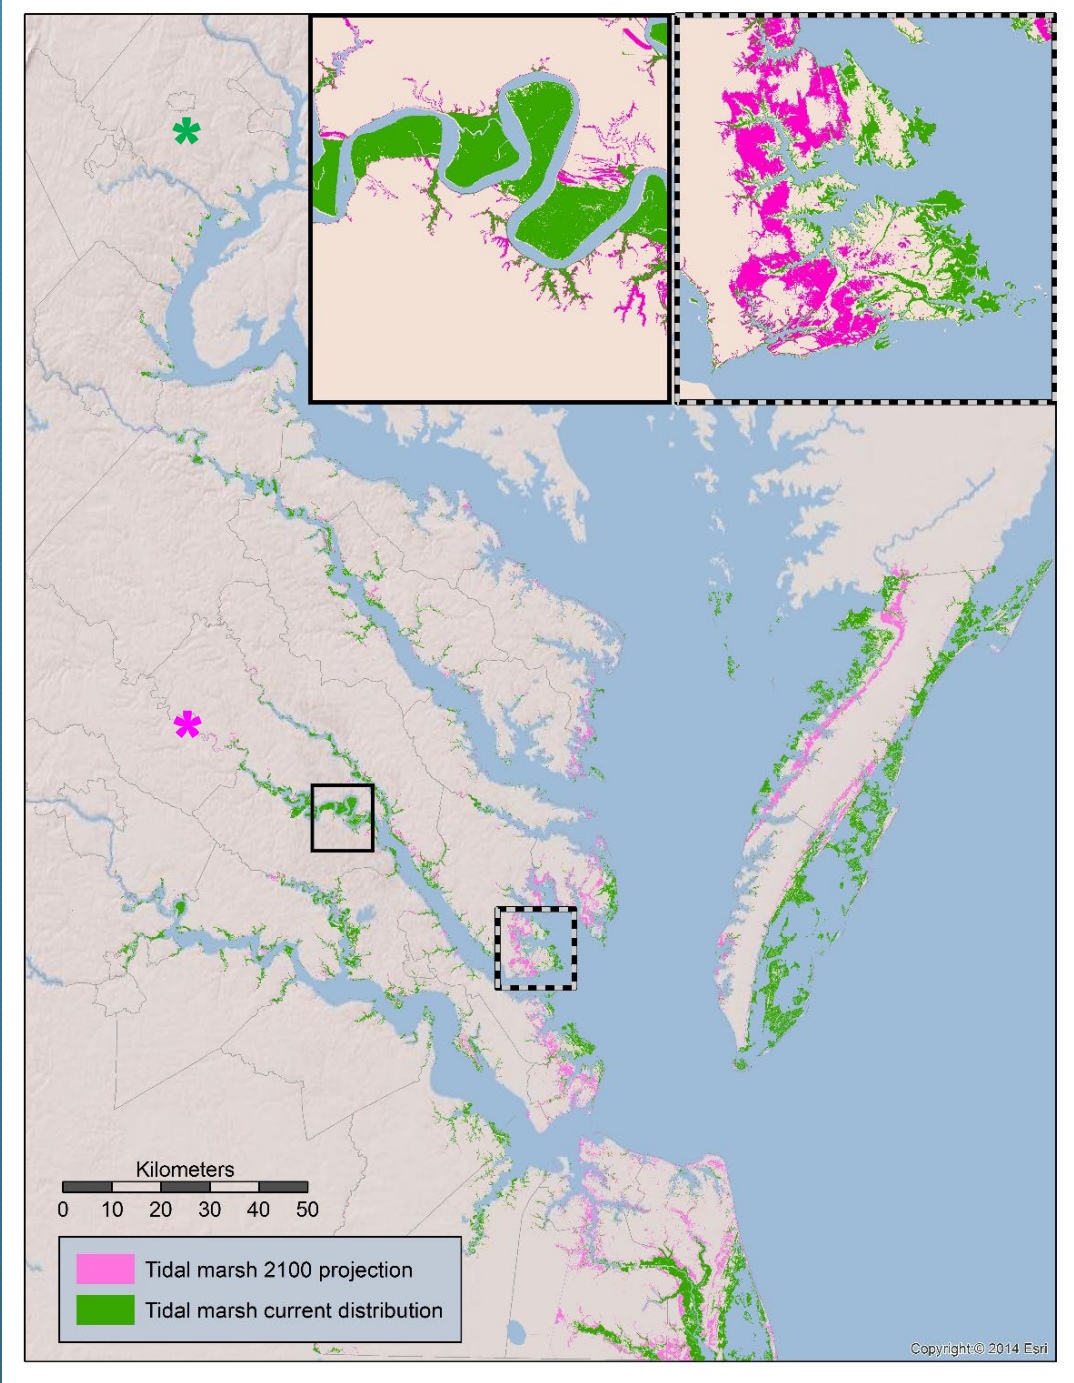 Kilometers
0 10 20 30 40 50
Tidal marsh 2100 projection
Tidal marsh current distribution
Copyright:© 2014 Esri